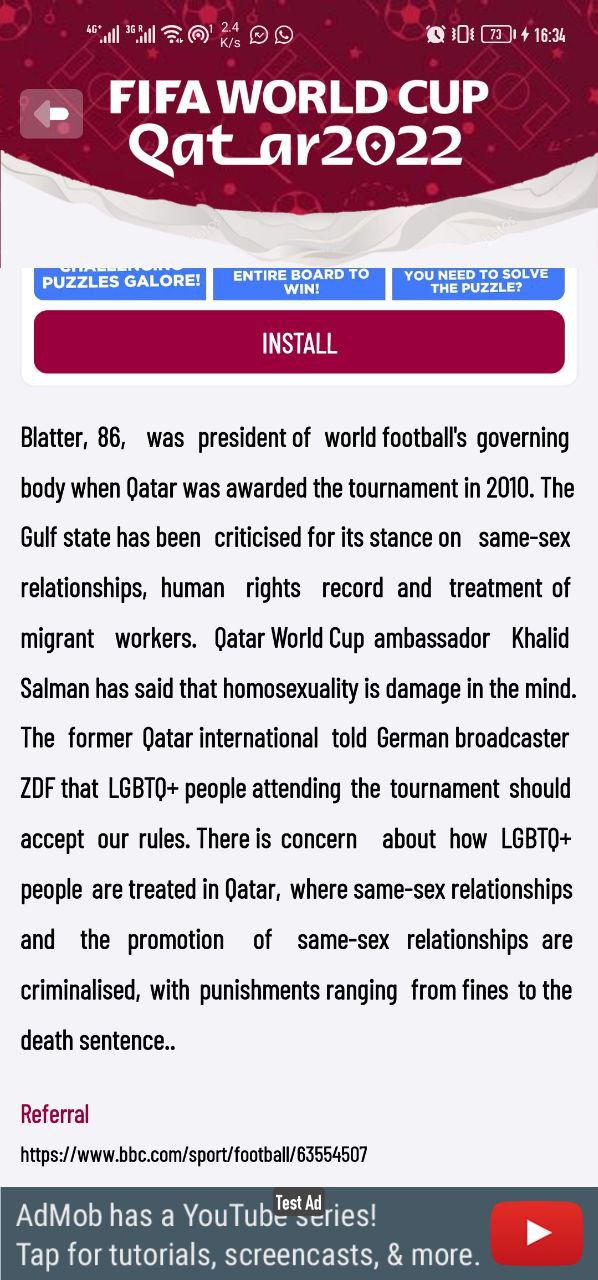 4G+ 3G R 2.4 K/s 73 16:34
FIFA WORLD CUP
Qatar2022
CHALLENGING PUZZLES GALORE!
ENTIRE BOARD TO WIN!
YOU NEED TO SOLVE THE PUZZLE?
INSTALL
Blatter, 86, was president of world football's governing
body when Qatar was awarded the tournament in 2010. The
Gulf state has been criticised for its stance on same-sex
relationships, human rights record and treatment of
migrant workers. Qatar World Cup ambassador Khalid
Salman has said that homosexuality is damage in the mind.
The former Qatar international told German broadcaster
ZDF that LGBTQ+ people attending the tournament should
accept our rules. There is concern about how LGBTQ+
people are treated in Qatar, where same-sex relationships
and the promotion of same-sex relationships are
criminalised, with punishments ranging from fines to the
death sentence..
Referral
https://www.bbc.com/sport/football/63554507
Test Ad
AdMob has a YouTube series!
Tap for tutorials, screencasts, & more.